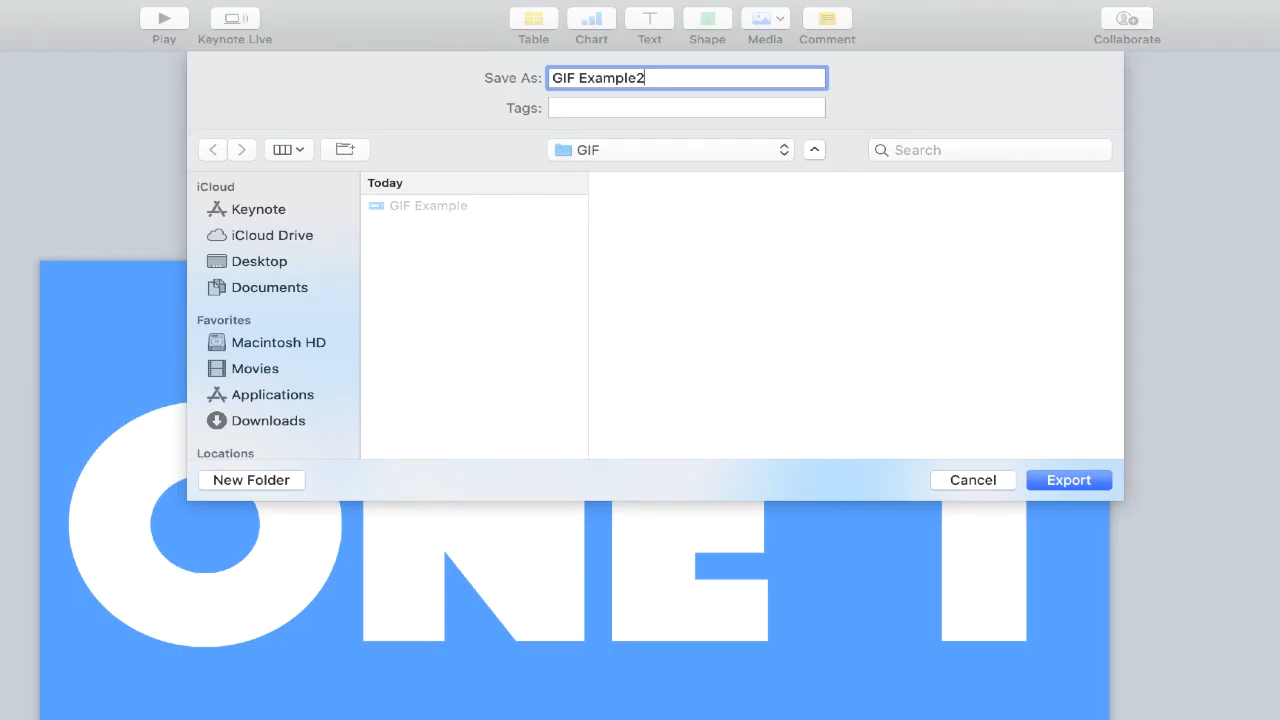 Play
Keynote Live
Table
Chart
Text
Shape
Media
Comment
Collaborate
Save As: GIF Example2
Tags:
GIF
Search
iCloud
Keynote
iCloud Drive
Desktop
Documents
Favorites
Macintosh HD
Movies
Applications
Downloads
Locations
Today
GIF Example
New Folder
Cancel
Export
ONE T